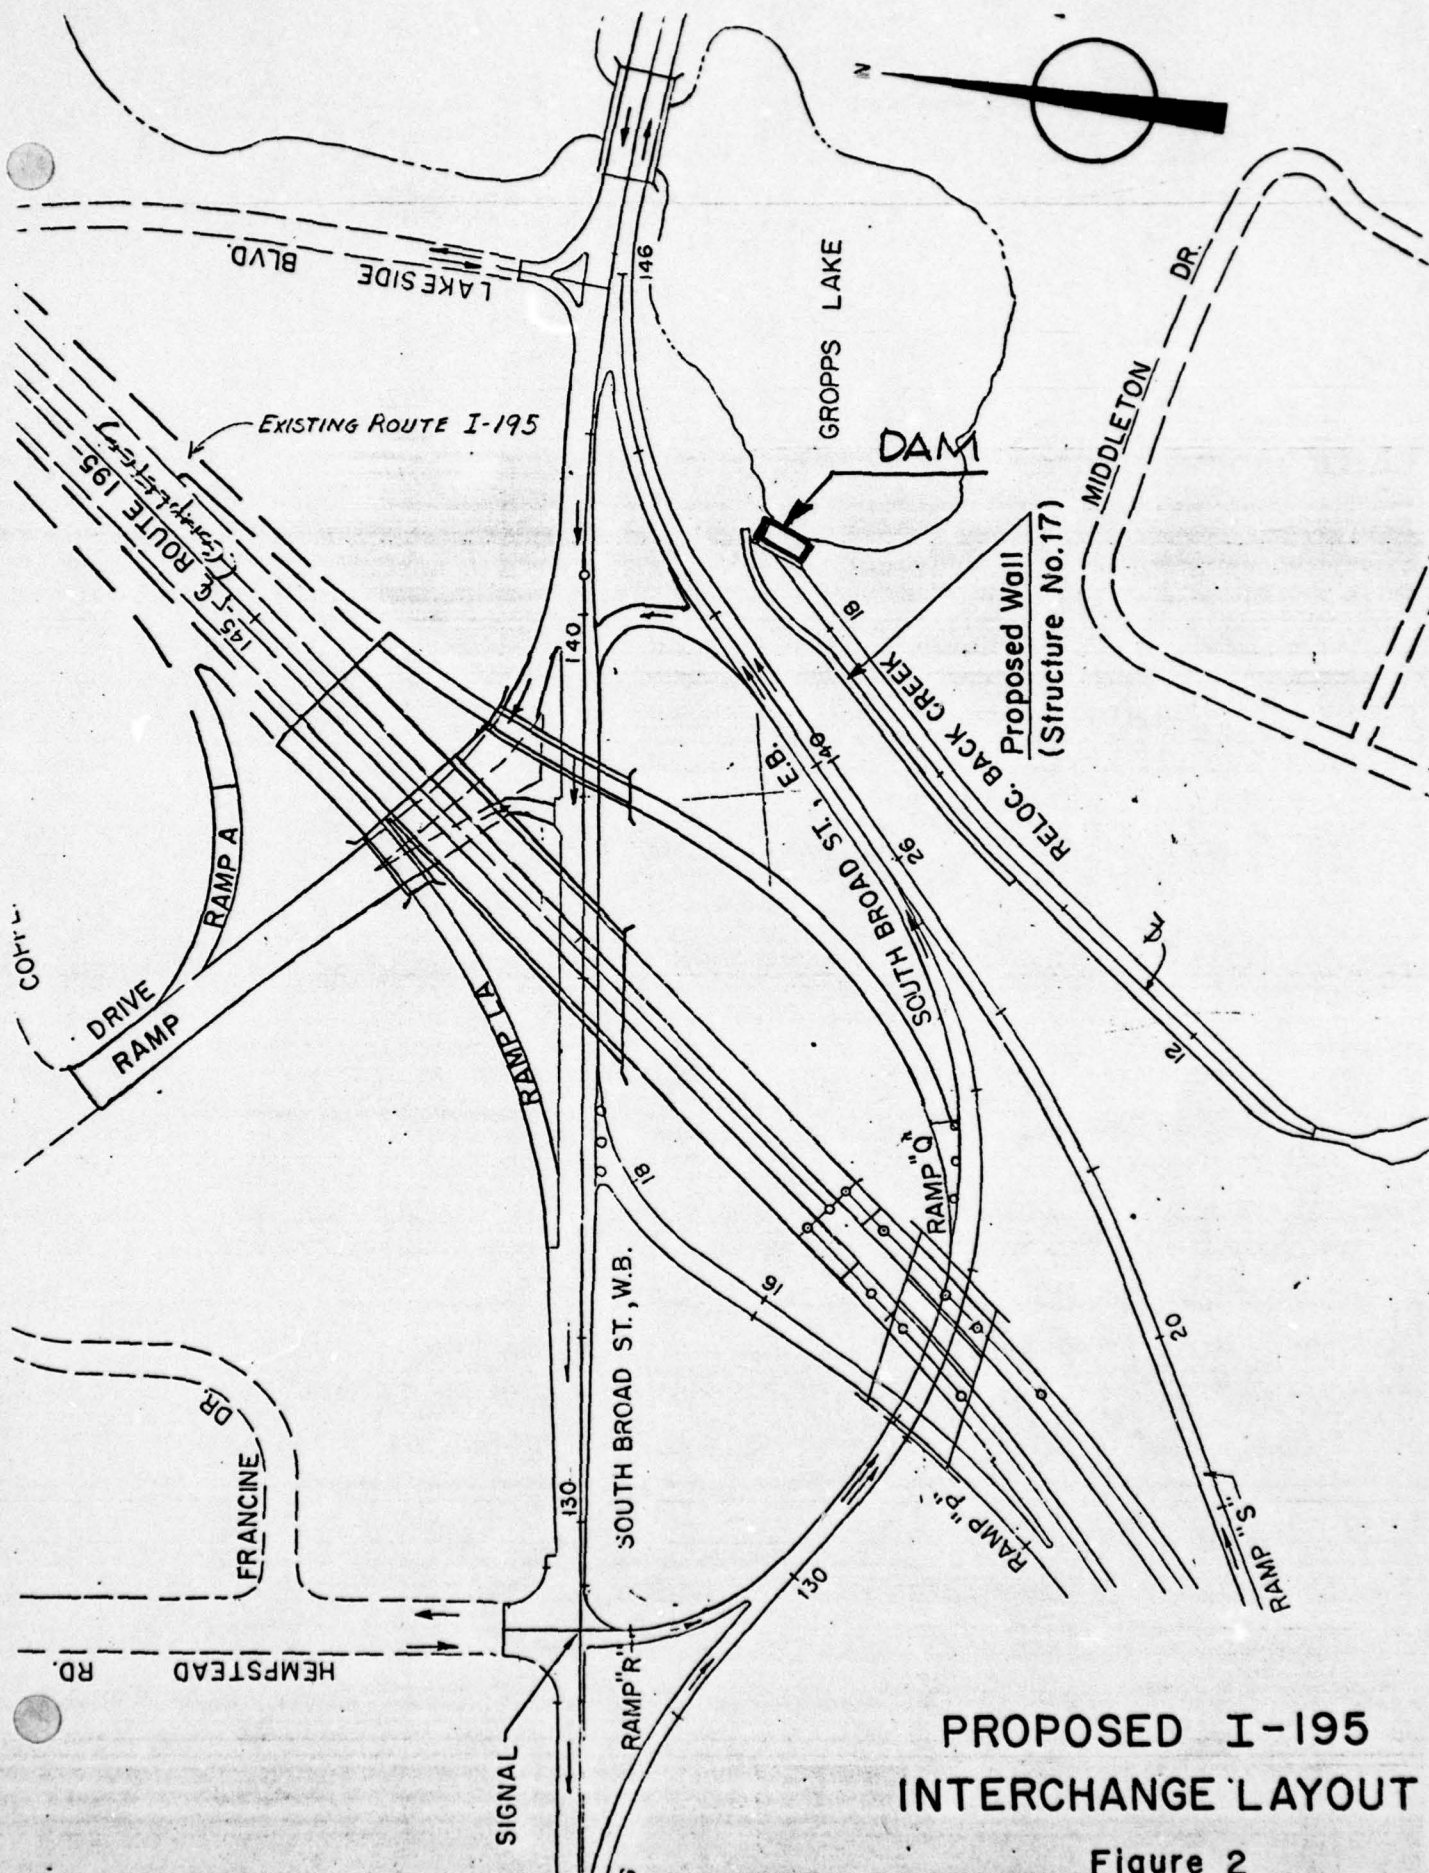 N
BLVD.
LAKESIDE
146
GROPPS LAKE
DR.
MIDDLETON
EXISTING ROUTE I-195
DAM
℄ ROUTE 195
145
Proposed Wall
(Structure No.17)
18
RELOC. BACK CREEK
140
140
SOUTH BROAD ST., E.B.
26
RAMP A
DRIVE
RAMP
RAMP LA
12
18
RAMP "Q"
16
20
SOUTH BROAD ST., W.B.
DR.
FRANCINE
130
130
RAMP "P"
RAMP "S"
HEMPSTEAD RD.
RAMP "R"
SIGNAL
PROPOSED I-195
INTERCHANGE LAYOUT
Figure 2